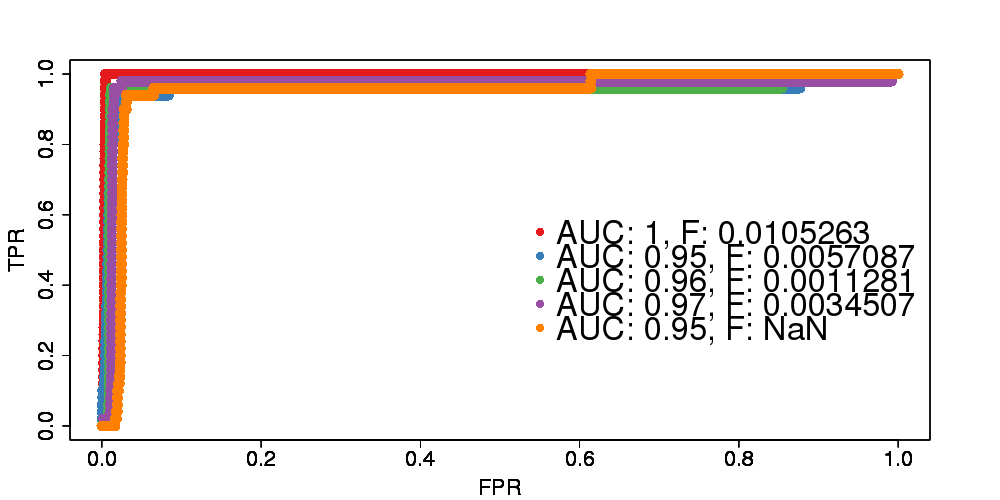 1.0
0.8
0.6
0.4
0.2
0.0
TPR
AUC: 1, F: 0.0105263
AUC: 0.95, F: 0.0057087
AUC: 0.96, F: 0.0011281
AUC: 0.97, F: 0.0034507
AUC: 0.95, F: NaN
0.0 0.2 0.4 0.6 0.8 1.0
FPR